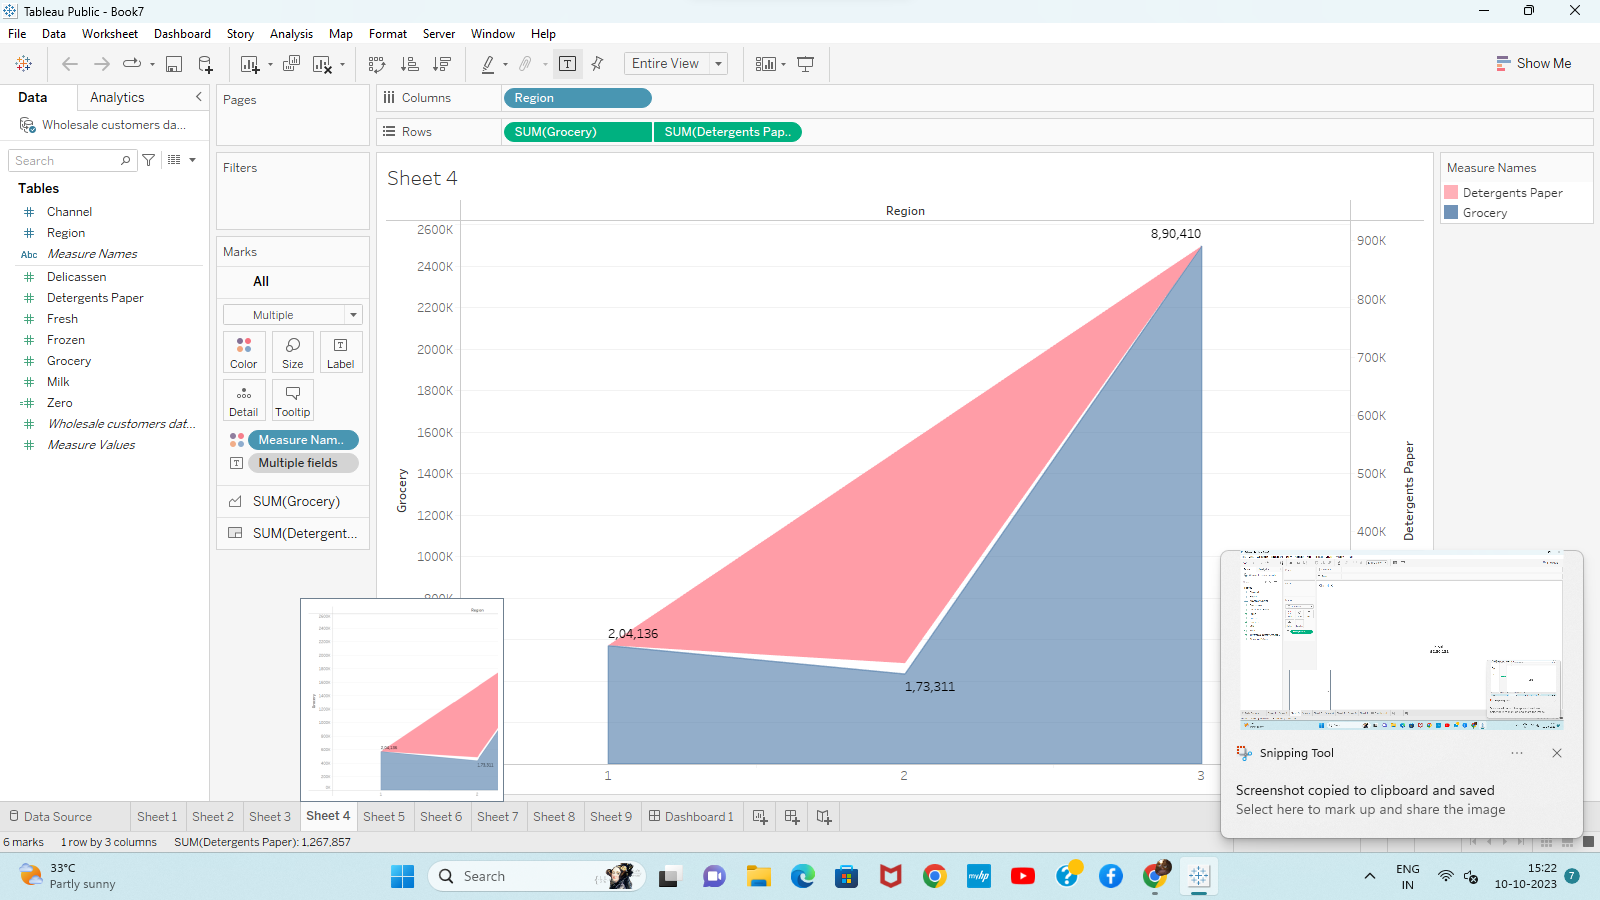 Tableau Public - Book7
File Data Worksheet Dashboard Story Analysis Map Format Server Window Help
Entire View
Show Me
Data Analytics
Wholesale customers da...
Search
Tables
Channel
Region
Abc Measure Names
Delicassen
Detergents Paper
Fresh
Frozen
Grocery
Milk
Zero
Wholesale customers dat...
Measure Values
Pages
Filters
Marks
All
Multiple
Color Size Label
Detail Tooltip
Measure Nam..
Multiple fields
SUM(Grocery)
SUM(Detergent...
Columns Region
Rows SUM(Grocery) SUM(Detergents Pap..
Sheet 4
Region
2600K
2400K
2200K
2000K
1800K
1600K
1400K
1200K
1000K
800K
Grocery
8,90,410
2,04,136
1,73,311
1 2 3
900K
800K
700K
600K
500K
400K
Detergents Paper
Measure Names
Detergents Paper
Grocery
Snipping Tool
Screenshot copied to clipboard and saved
Select here to mark up and share the image
Data Source Sheet 1 Sheet 2 Sheet 3 Sheet 4 Sheet 5 Sheet 6 Sheet 7 Sheet 8 Sheet 9 Dashboard 1
6 marks 1 row by 3 columns SUM(Detergents Paper): 1,267,857
33°C
Partly sunny
Search
myhp
ENG
IN
15:22
10-10-2023
7